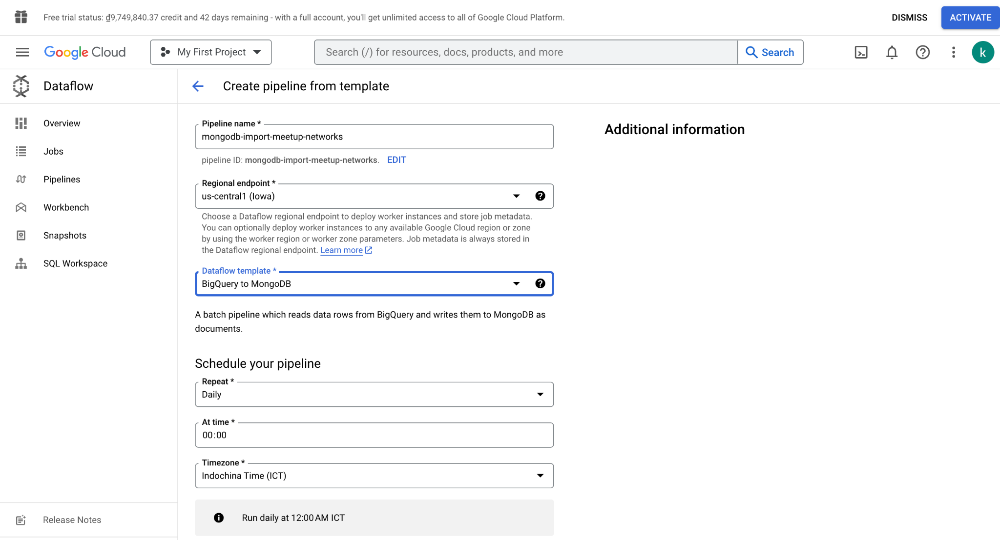 Free trial status: ₫9,749,840.37 credit and 42 days remaining - with a full account, you'll get unlimited access to all of Google Cloud Platform.
DISMISS
ACTIVATE
Google Cloud
My First Project
Search (/) for resources, docs, products, and more
Search
k
Dataflow
Create pipeline from template
Overview
Jobs
Pipelines
Workbench
Snapshots
SQL Workspace
Release Notes
Pipeline name *
mongodb-import-meetup-networks
pipeline ID: mongodb-import-meetup-networks. EDIT
Regional endpoint *
us-central1 (Iowa)
Choose a Dataflow regional endpoint to deploy worker instances and store job metadata.
You can optionally deploy worker instances to any available Google Cloud region or zone
by using the worker region or worker zone parameters. Job metadata is always stored in
the Dataflow regional endpoint. Learn more
Dataflow template *
BigQuery to MongoDB
A batch pipeline which reads data rows from BigQuery and writes them to MongoDB as
documents.
Schedule your pipeline
Repeat *
Daily
At time *
00:00
Timezone *
Indochina Time (ICT)
Run daily at 12:00 AM ICT
Additional information